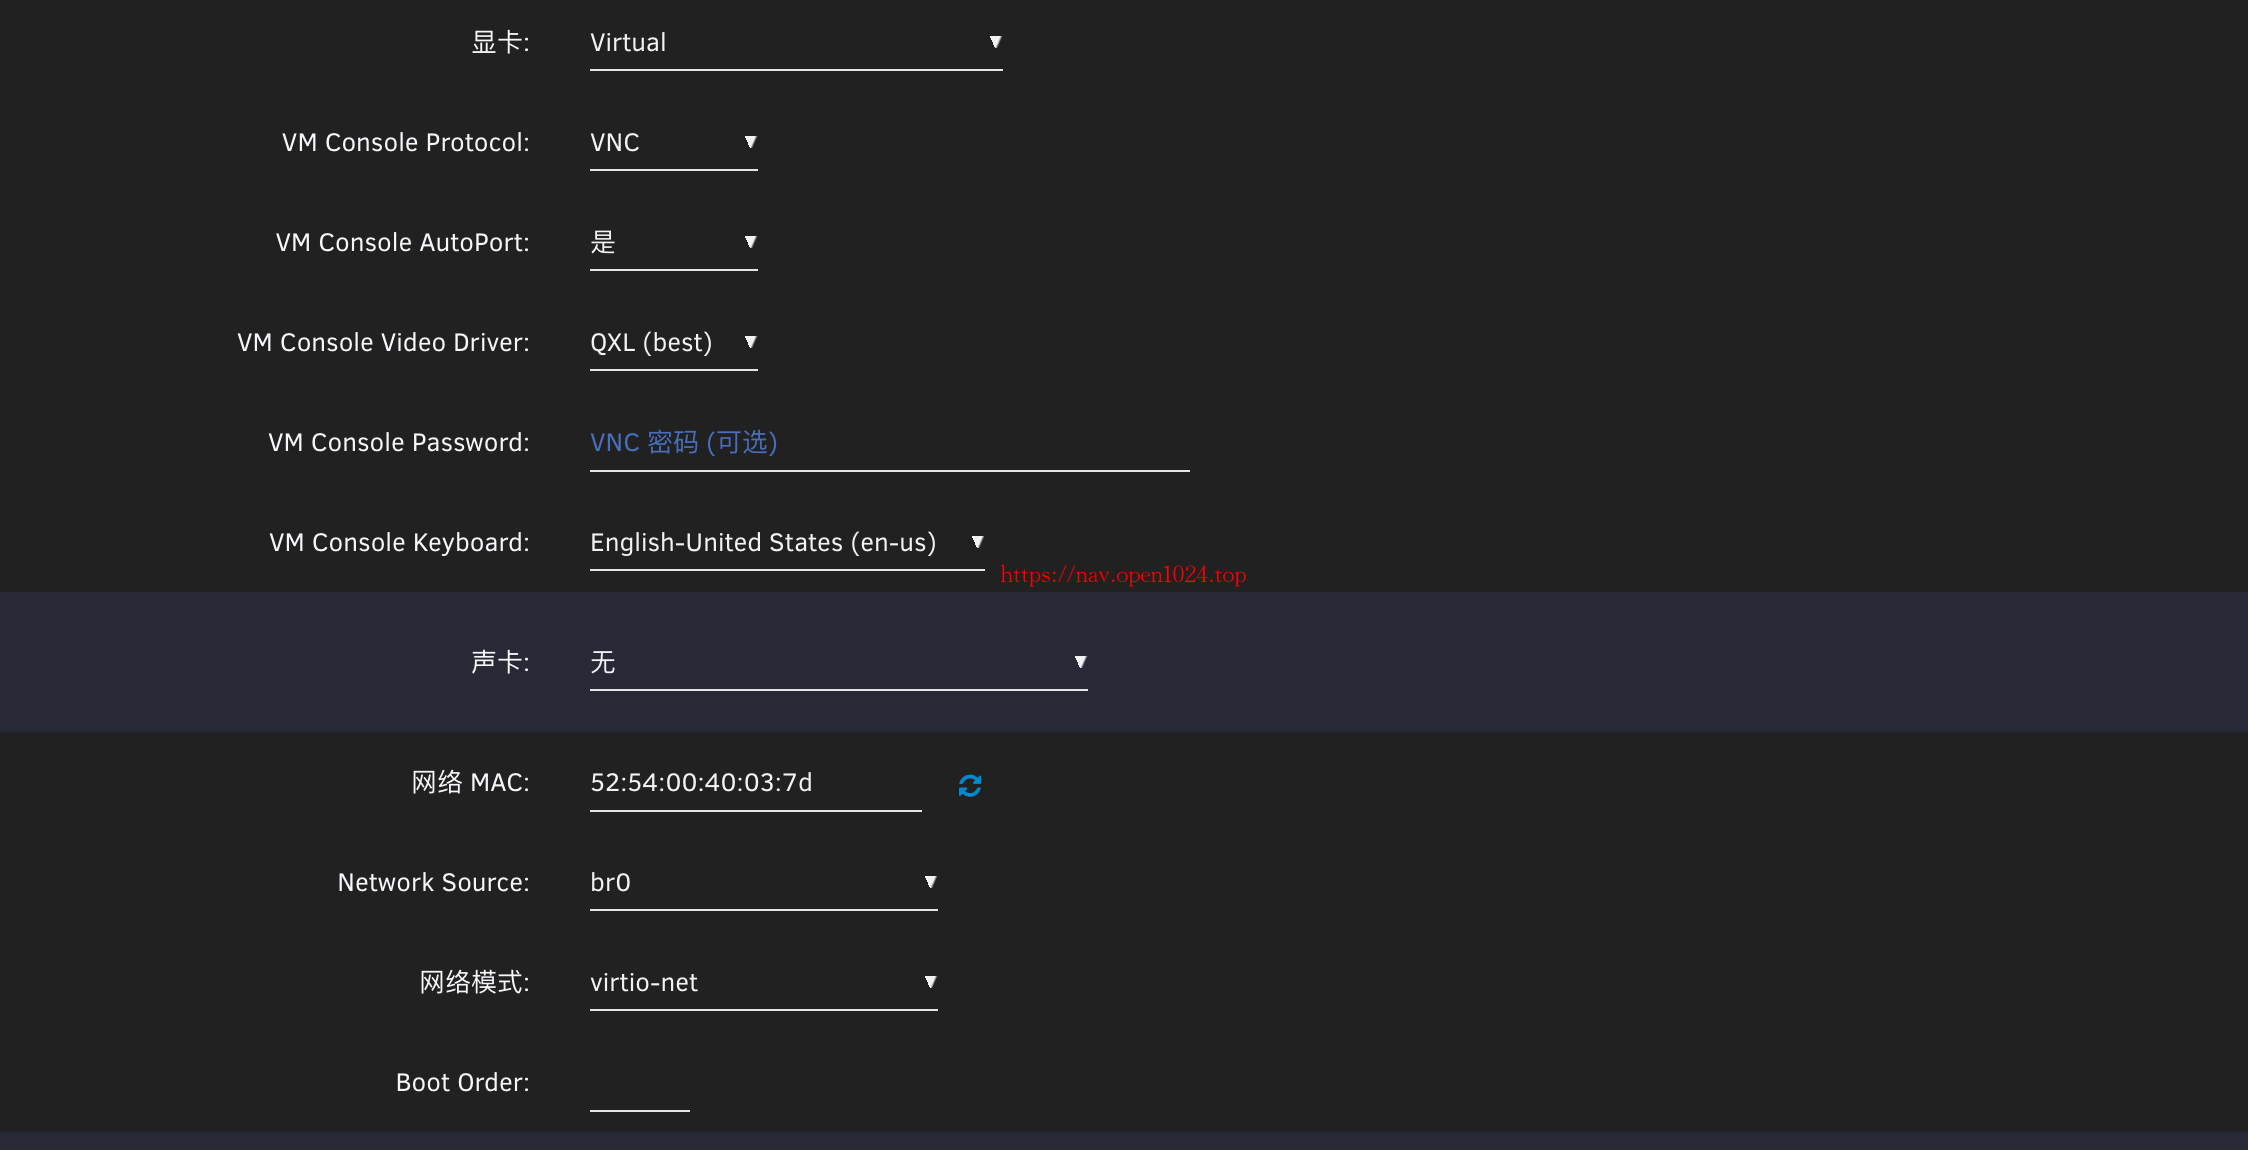 显卡: Virtual
VM Console Protocol: VNC
VM Console AutoPort: 是
VM Console Video Driver: QXL (best)
VM Console Password: VNC 密码 (可选)
VM Console Keyboard: English-United States (en-us)
https://nav.open1024.top
声卡: 无
网络 MAC: 52:54:00:40:03:7d
Network Source: br0
网络模式: virtio-net
Boot Order: